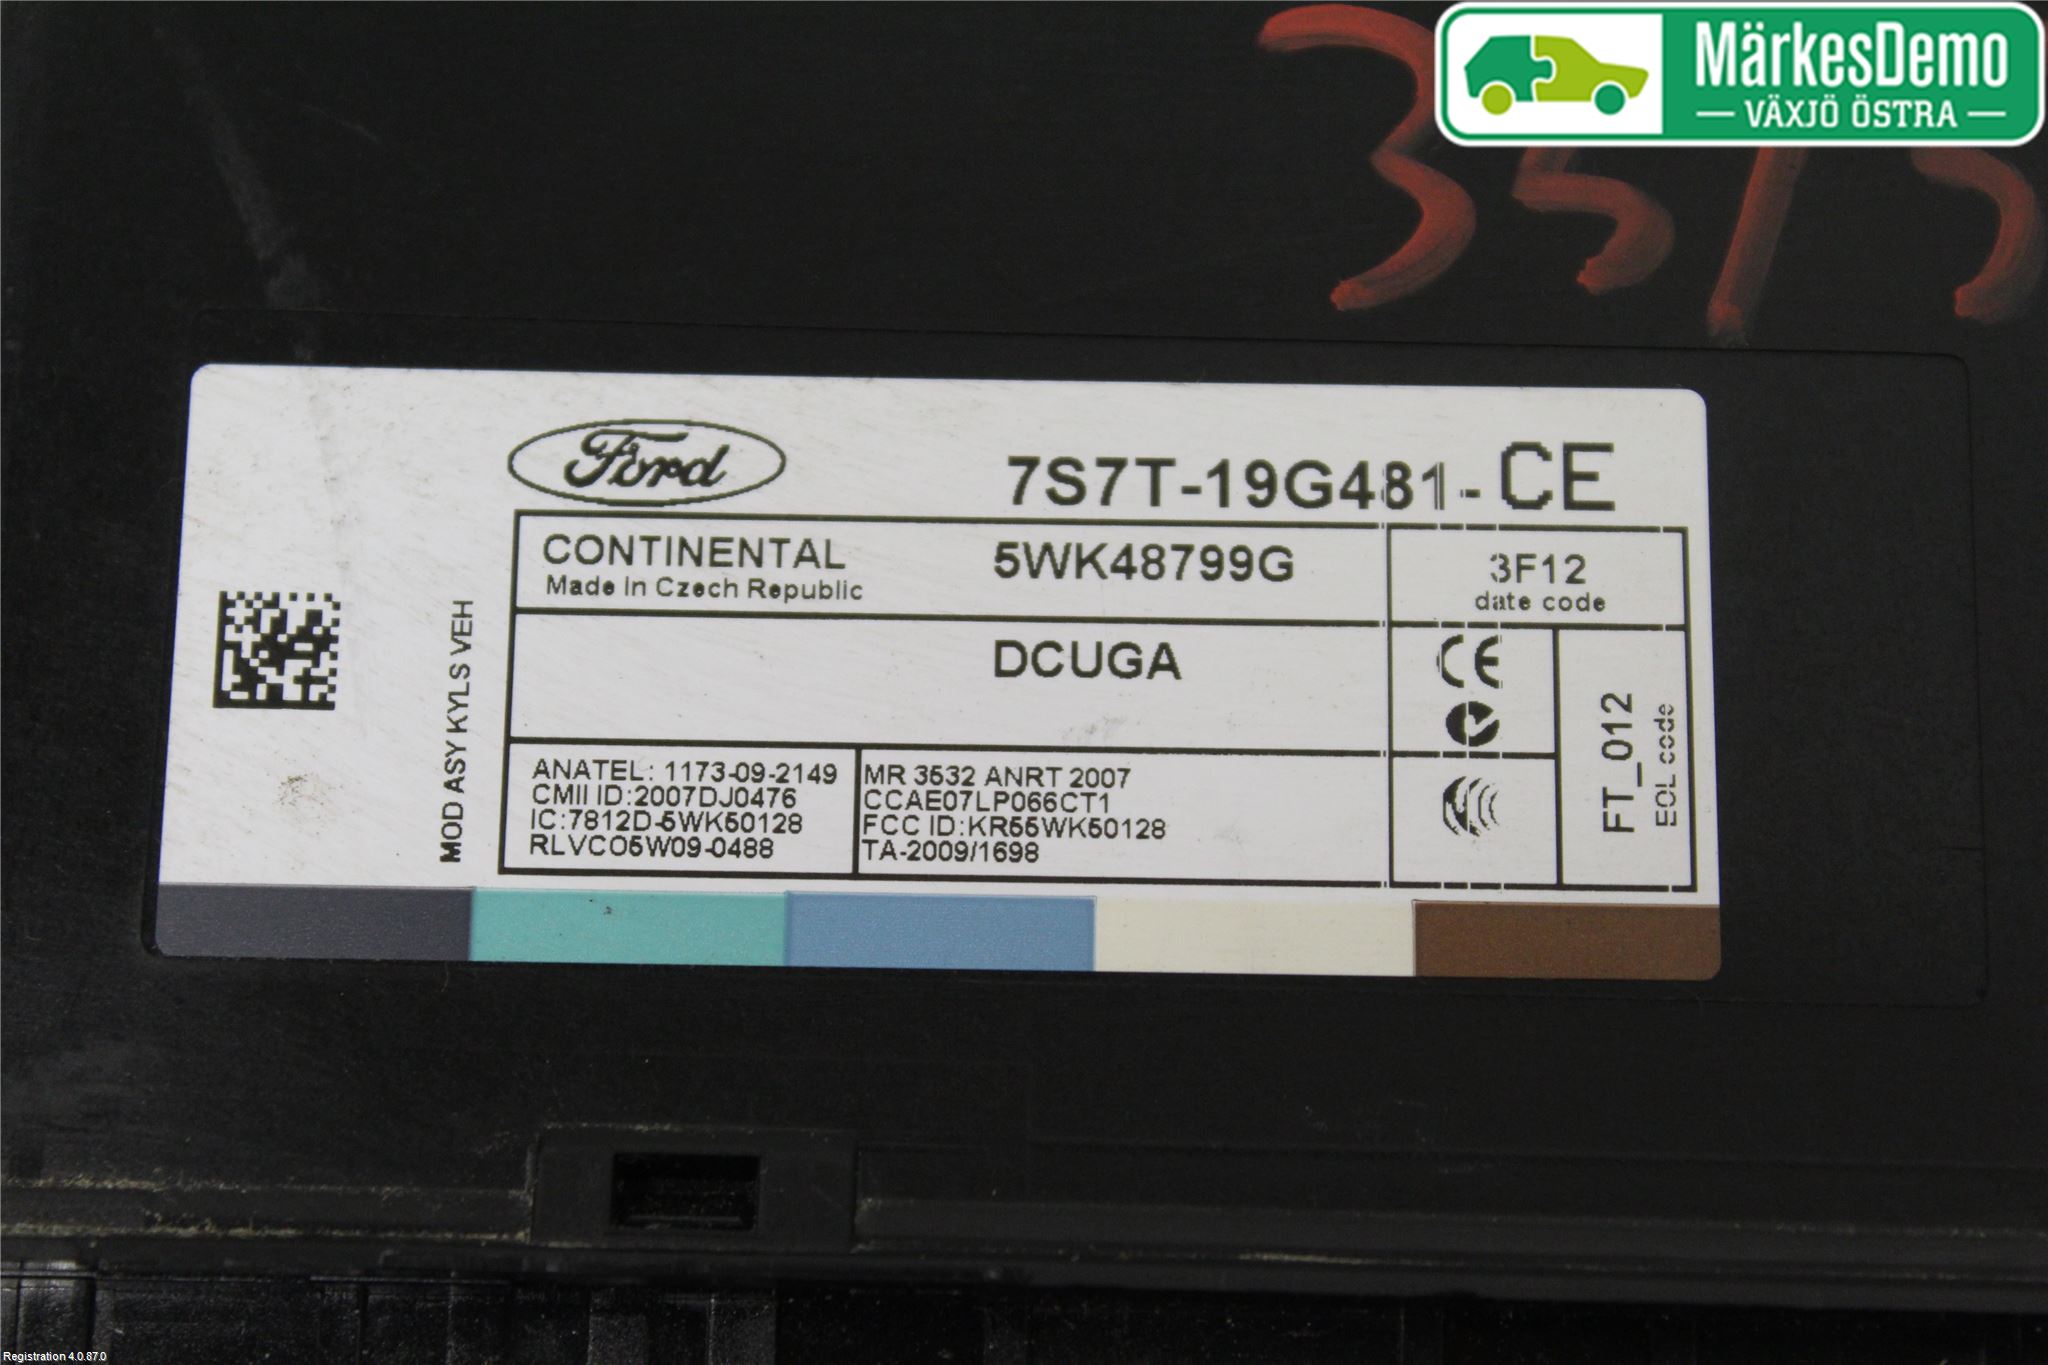 MärkesDemo
VÄXJÖ ÖSTRA
Ford
7S7T-19G481-CE
CONTINENTAL
Made In Czech Republic
5WK48799G
3F12
date code
DCUGA
CE
MOD ASY KYLS VEH
ANATEL: 1173-09-2149
CMII ID:2007DJ0476
IC:7812D-5WK50128
RLVCO5W09-0488
MR 3532 ANRT 2007
CCAE07LP066CT1
FCC ID:KR55WK50128
TA-2009/1698
FT_012
EOL code
Registration 4.0.87.0